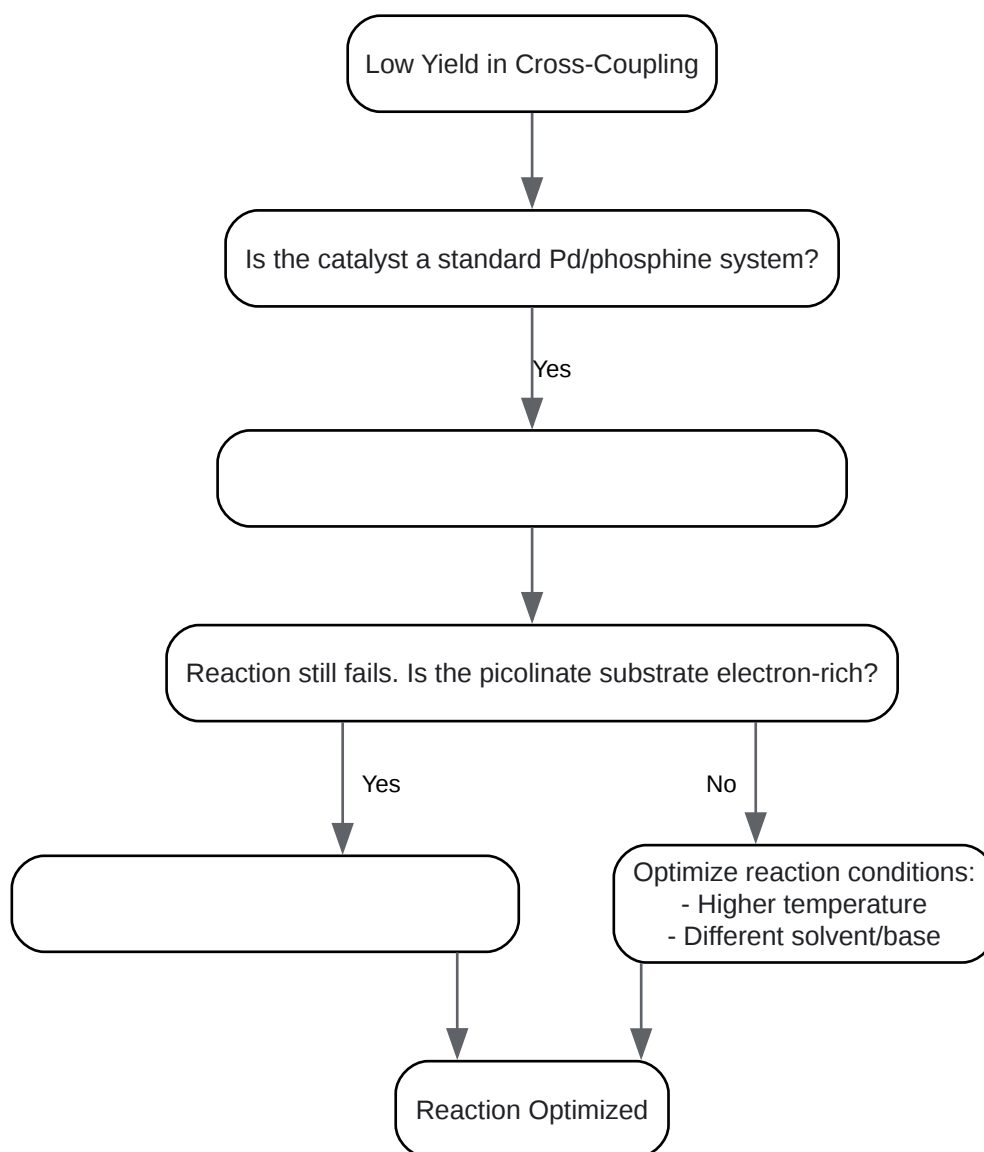 Low Yield in Cross-Coupling
Is the catalyst a standard Pd/phosphine system?
Yes
Reaction still fails. Is the picolinate substrate electron-rich?
Yes
No
Optimize reaction conditions:
- Higher temperature
- Different solvent/base
Reaction Optimized